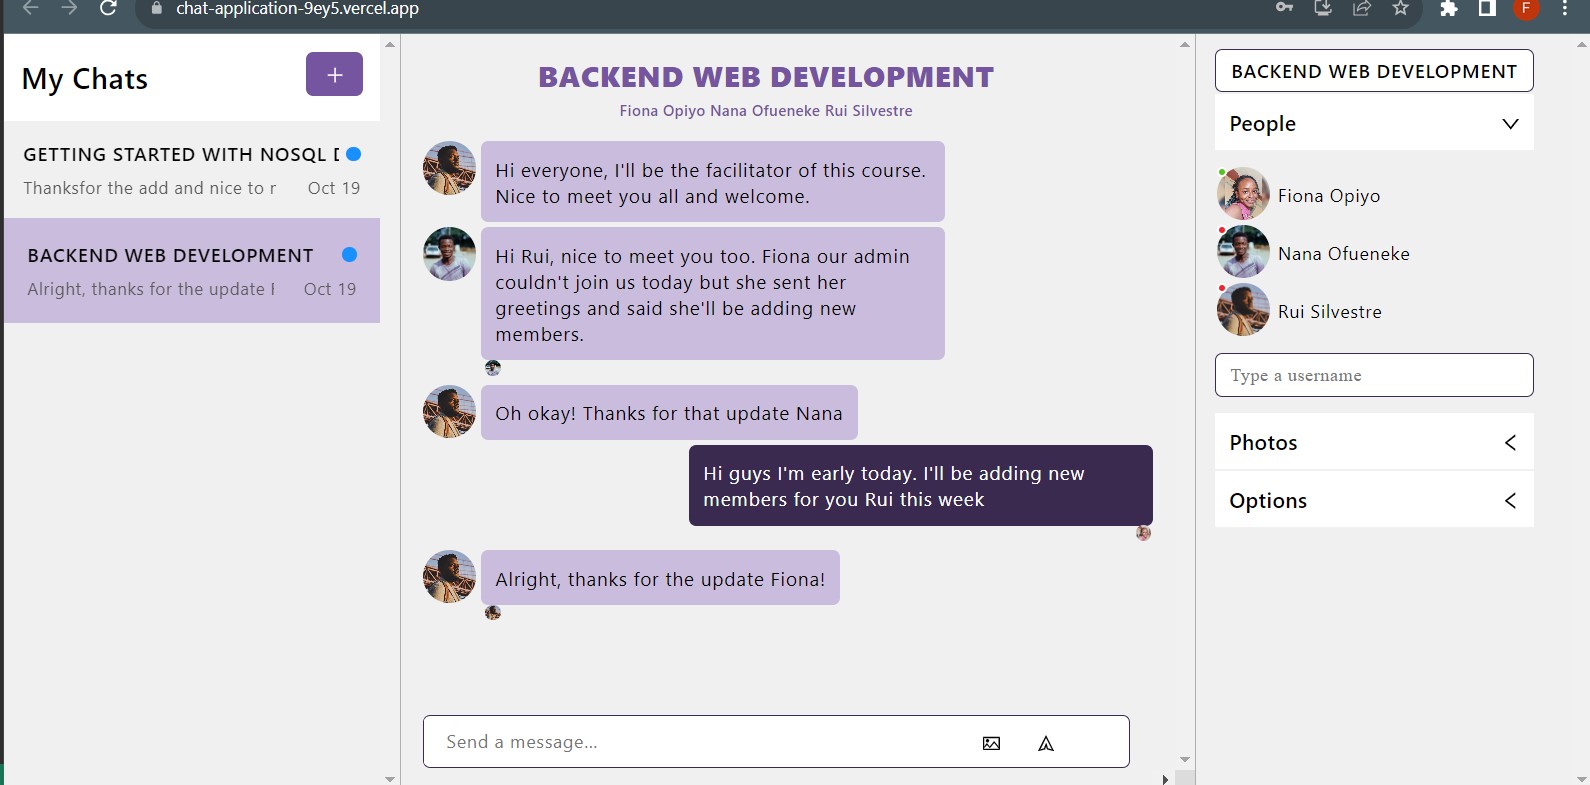 chat-application-9ey5.vercel.app
F
My Chats
GETTING STARTED WITH NOSQL
Thanksfor the add and nice to
Oct 19
BACKEND WEB DEVELOPMENT
Alright, thanks for the update
Oct 19
BACKEND WEB DEVELOPMENT
Fiona Opiyo Nana Ofueneke Rui Silvestre
Hi everyone, I'll be the facilitator of this course.
Nice to meet you all and welcome.
Hi Rui, nice to meet you too. Fiona our admin
couldn't join us today but she sent her
greetings and said she'll be adding new
members.
Oh okay! Thanks for that update Nana
Hi guys I'm early today. I'll be adding new
members for you Rui this week
Alright, thanks for the update Fiona!
Send a message...
BACKEND WEB DEVELOPMENT
People
Fiona Opiyo
Nana Ofueneke
Rui Silvestre
Type a username
Photos
Options